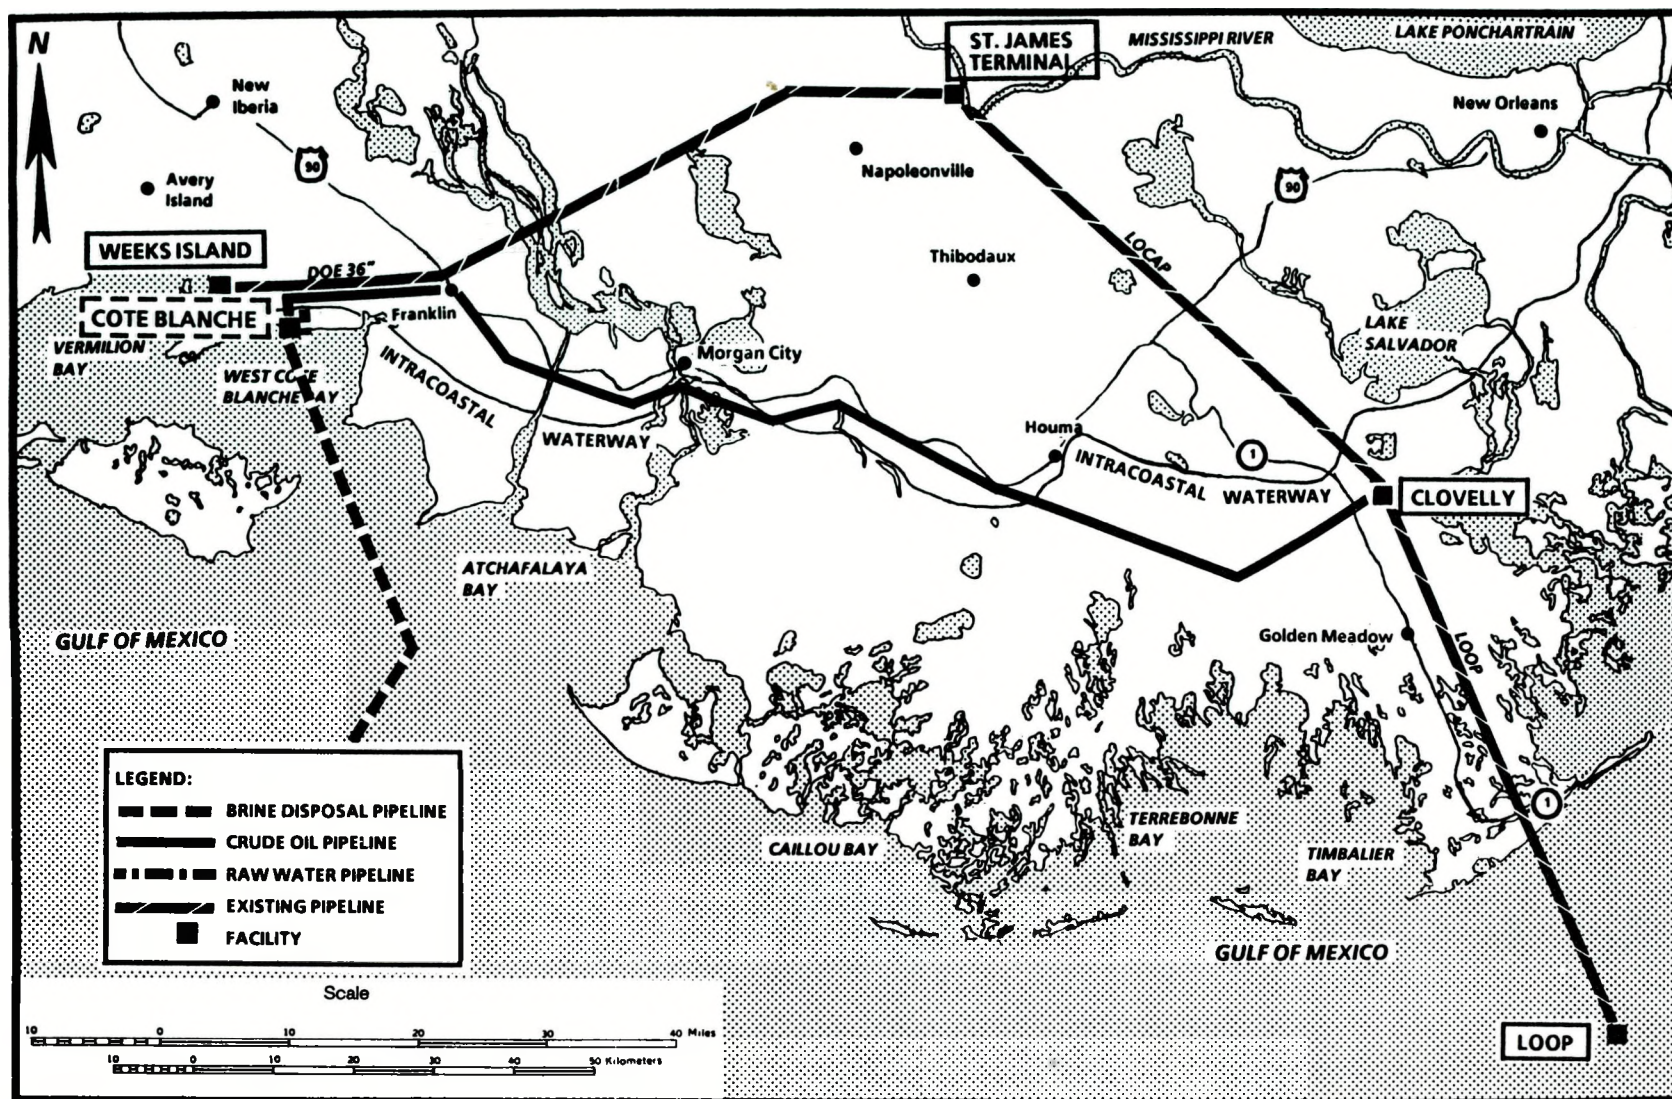 N
ST. JAMES
TERMINAL
MISSISSIPPI RIVER
LAKE PONCHARTRAIN
New
Iberia
90
New Orleans
Avery
Island
Napoleonville
90
WEEKS ISLAND
DOE 36"
Thibodaux
LOCAP
COTE BLANCHE
Franklin
VERMILION
BAY
LAKE
SALVADOR
WEST COTE
BLANCHE BAY
INTRACOASTAL
WATERWAY
Morgan City
Houma
1
INTRACOASTAL
WATERWAY
CLOVELLY
ATCHAFALAYA
BAY
GULF OF MEXICO
Golden Meadow
LOOP
LEGEND:
BRINE DISPOSAL PIPELINE
CRUDE OIL PIPELINE
RAW WATER PIPELINE
EXISTING PIPELINE
FACILITY
CAILLOU BAY
TERREBONNE
BAY
TIMBALIER
BAY
1
GULF OF MEXICO
LOOP
Scale
10 0 10 20 30 40 Miles
10 0 10 20 30 40 50 Kilometers